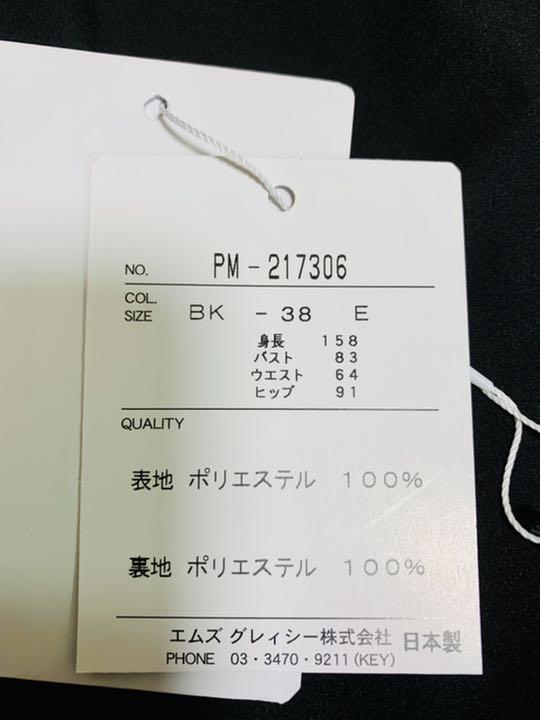 NO. PM-217306
COL.
SIZE BK - 38 E
身長 158
バスト 83
ウエスト 64
ヒップ 91
QUALITY
表地 ポリエステル 100%
裏地 ポリエステル 100%
エムズ グレィシー株式会社 日本製
PHONE 03・3470・9211(KEY)